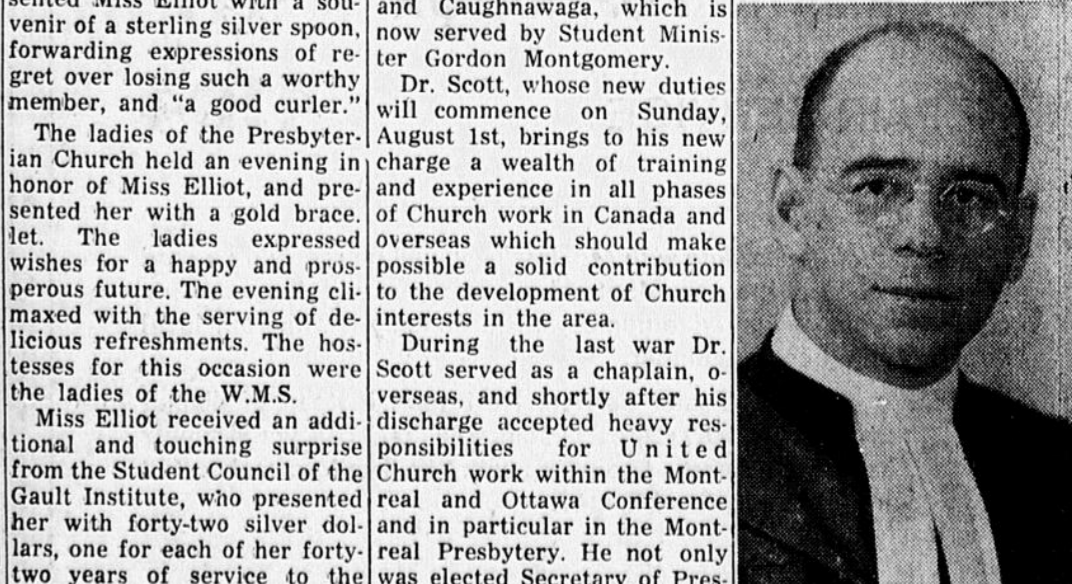 sented Miss Elliot with a sou-
venir of a sterling silver spoon,
forwarding expressions of re-
gret over losing such a worthy
member, and "a good curler."
The ladies of the Presbyter-
ian Church held an evening in
honor of Miss Elliot, and pre-
sented her with a gold brace.
let. The ladies expressed
wishes for a happy and pros-
perous future. The evening cli-
maxed with the serving of de-
licious refreshments. The hos-
tesses for this occasion were
the ladies of the W.M.S.
Miss Elliot received an addi-
tional and touching surprise
from the Student Council of the
Gault Institute, who presented
her with forty-two silver dol-
lars, one for each of her forty-
two years of service to the
and Caughnawaga, which is
now served by Student Minis-
ter Gordon Montgomery.
Dr. Scott, whose new duties
will commence on Sunday,
August 1st, brings to his new
charge a wealth of training
and experience in all phases
of Church work in Canada and
overseas which should make
possible a solid contribution
to the development of Church
interests in the area.
During the last war Dr.
Scott served as a chaplain, o-
verseas, and shortly after his
discharge accepted heavy res-
ponsibilities for United
Church work within the Mont-
real and Ottawa Conference
and in particular in the Mont-
real Presbytery. He not only
was elected Secretary of Pres-